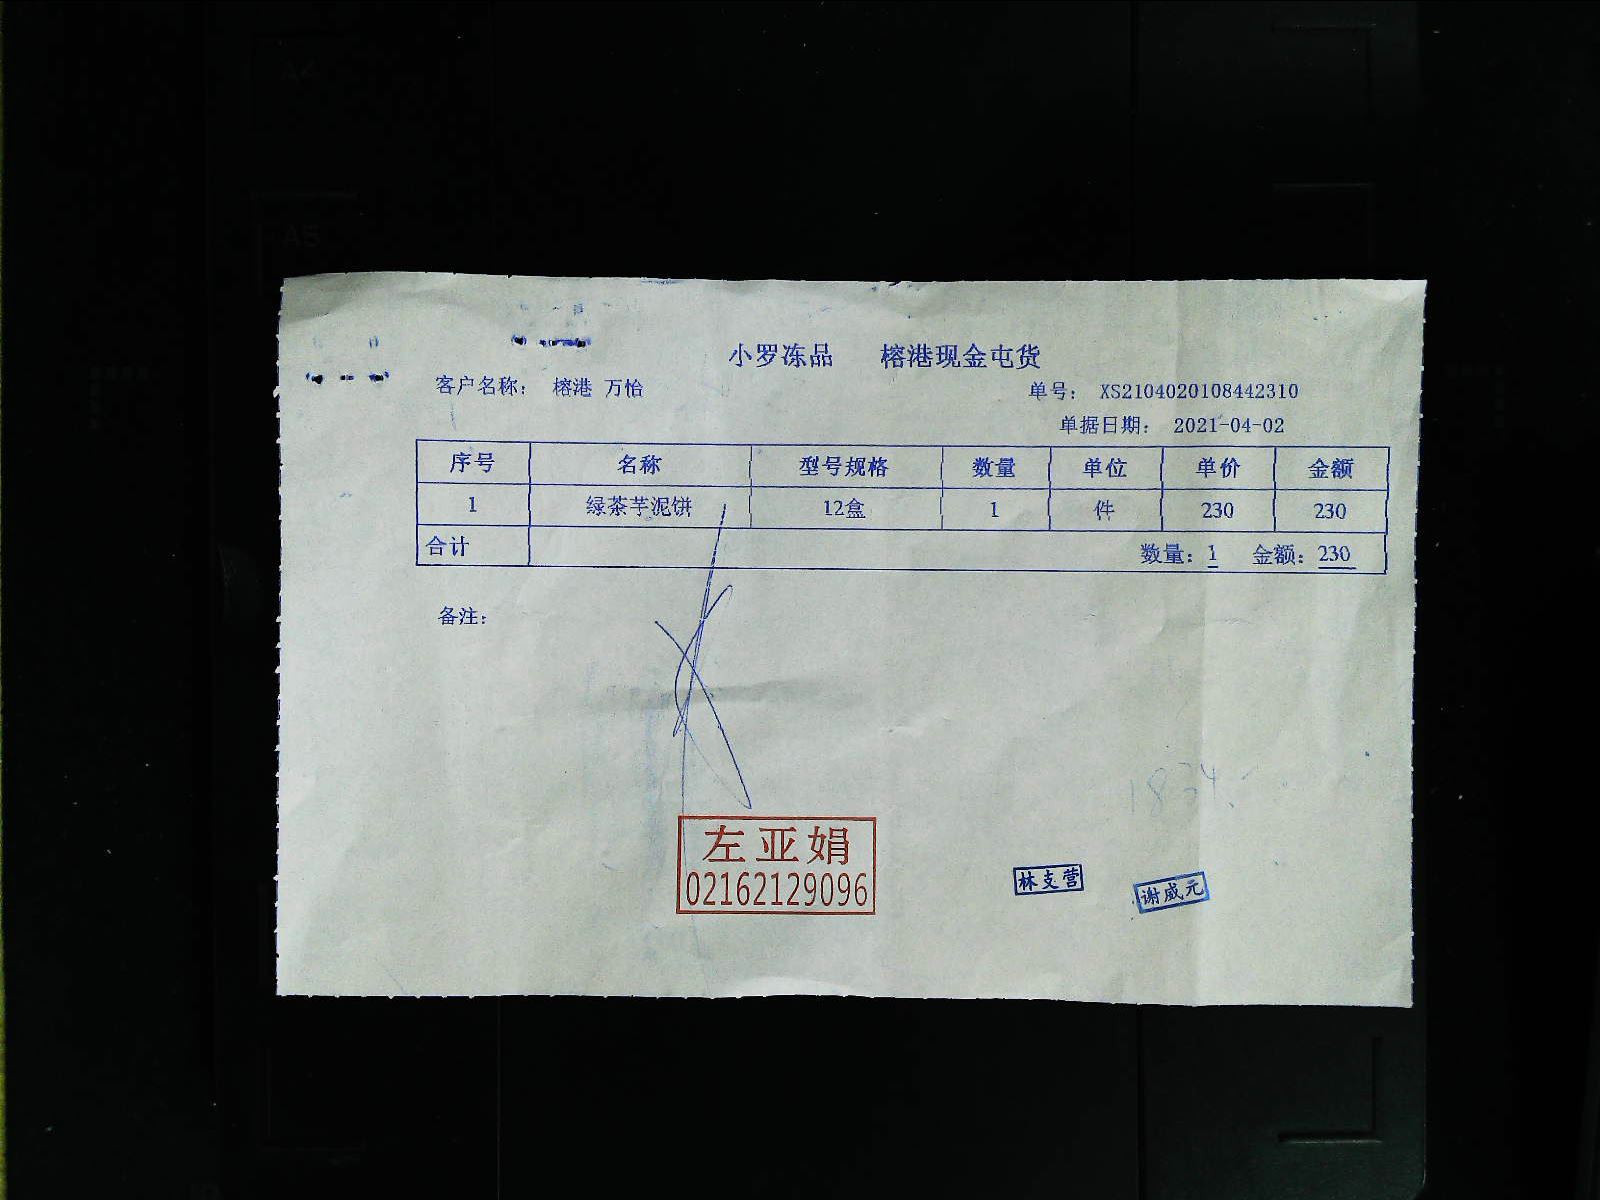 小罗冻品 榕港现金屯货
客户名称： 榕港 万怡 单号： XS2104020108442310
单据日期： 2021-04-02
序号 名称 型号规格 数量 单位 单价 金额
1 绿茶芋泥饼 12盒 1 件 230 230
合计 数量：1 金额：230
备注：
左亚娟
02162129096
林支营
谢威元
A5